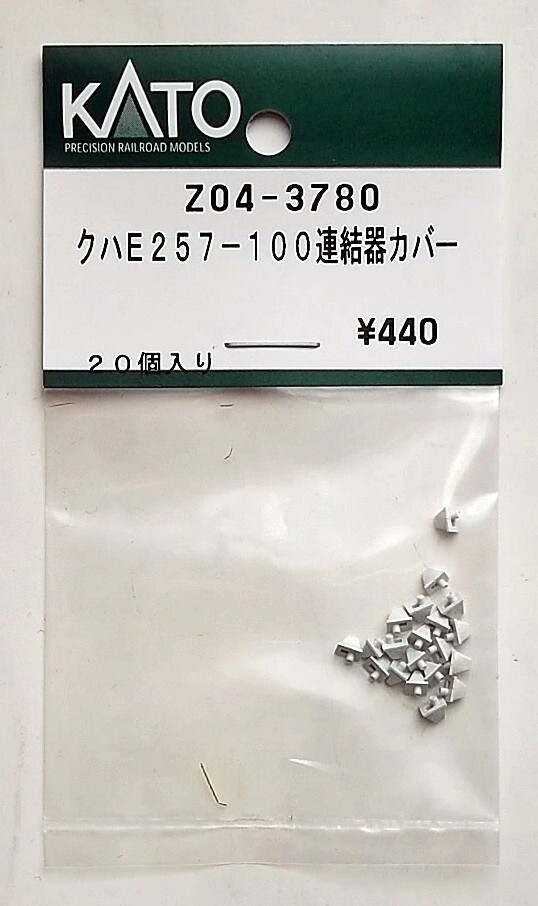 KATO
PRECISION RAILROAD MODELS
Z04-3780
クハE257-100連結器カバー
¥440
20個入り